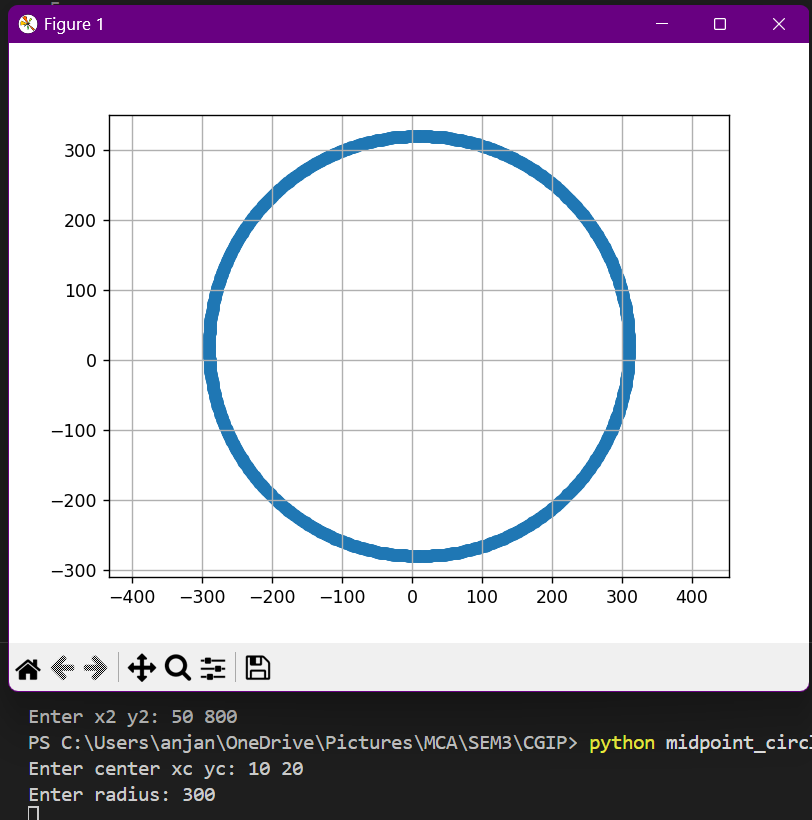 Figure 1
300
200
100
0
−100
−200
−300
−400 −300 −200 −100 0 100 200 300 400
Enter x2 y2: 50 800
PS C:\Users\anjan\OneDrive\Pictures\MCA\SEM3\CGIP> python midpoint_circ
Enter center xc yc: 10 20
Enter radius: 300